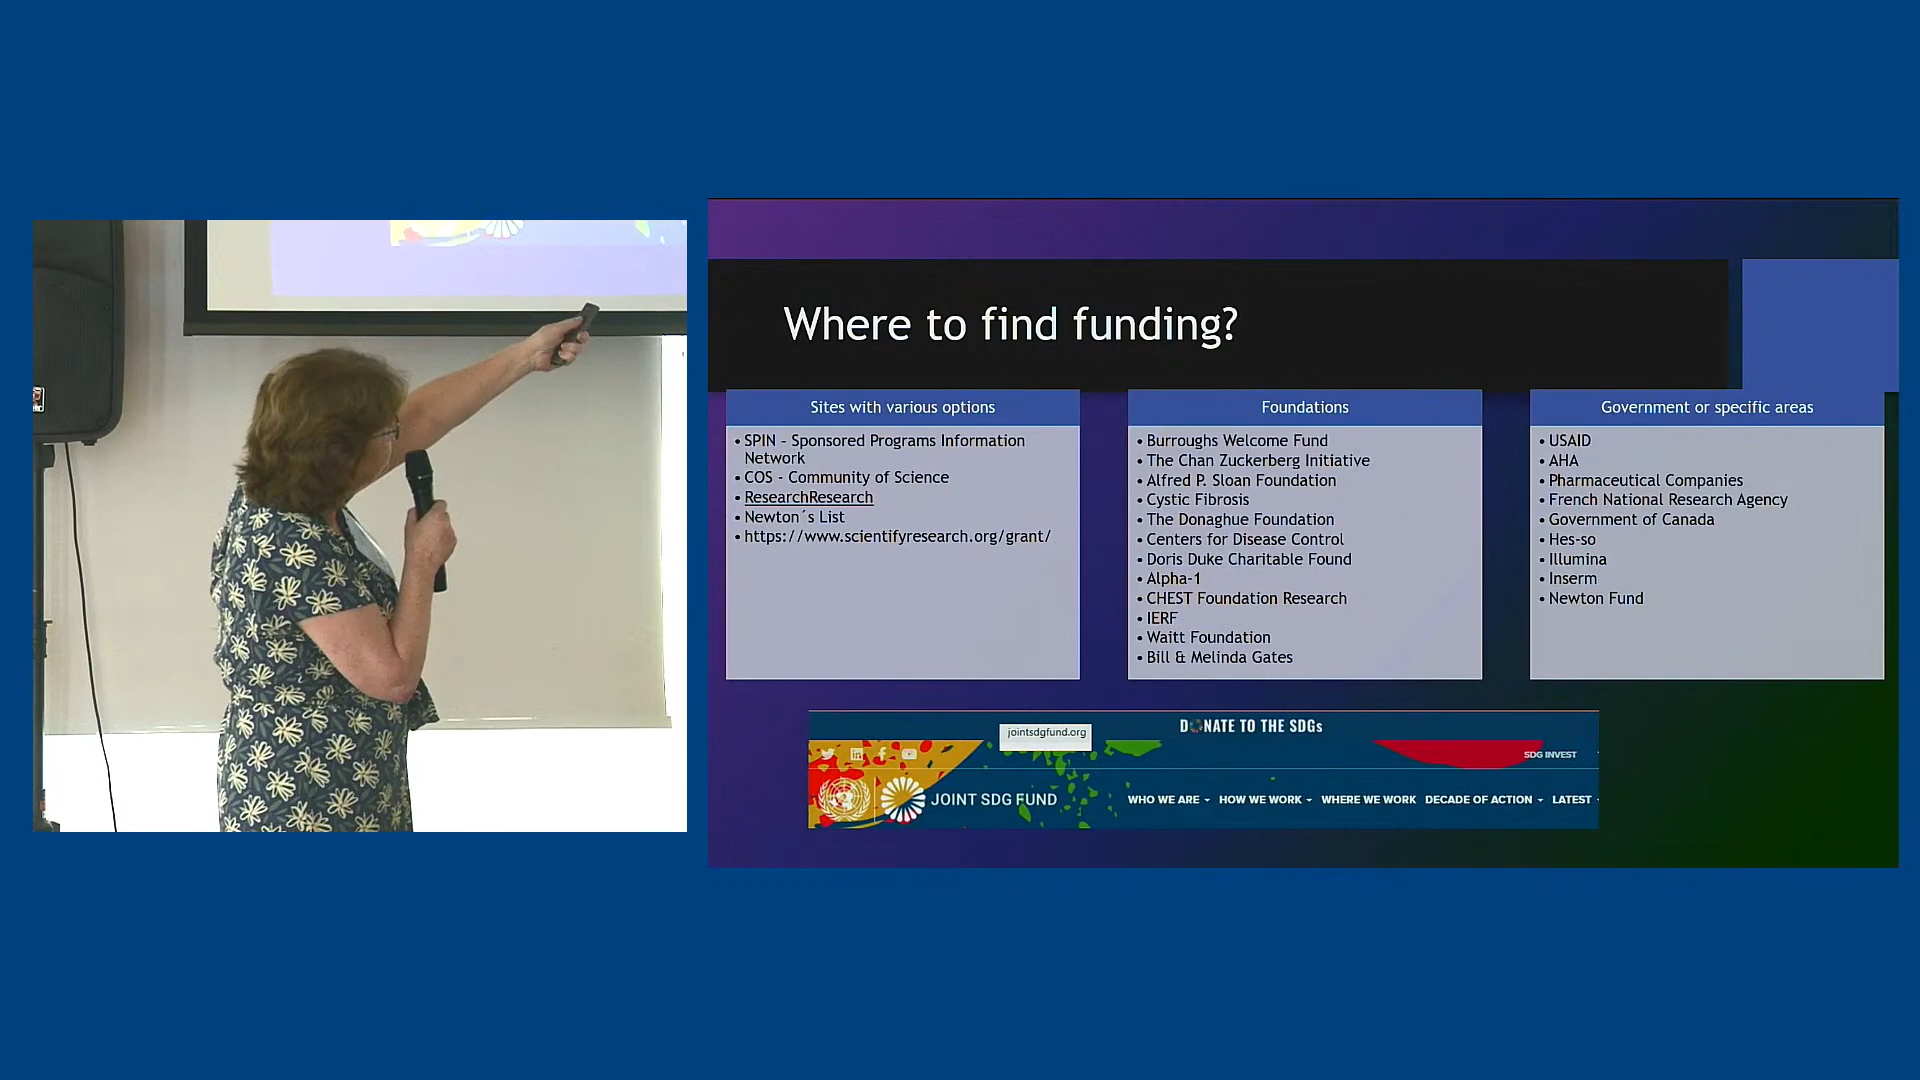 Where to find funding?
Sites with various options
• SPIN - Sponsored Programs Information
Network
• COS - Community of Science
• ResearchResearch
• Newton´s List
• https://www.scientifyresearch.org/grant/
Foundations
• Burroughs Welcome Fund
• The Chan Zuckerberg Initiative
• Alfred P. Sloan Foundation
• Cystic Fibrosis
• The Donaghue Foundation
• Centers for Disease Control
• Doris Duke Charitable Found
• Alpha-1
• CHEST Foundation Research
• IERF
• Waitt Foundation
• Bill & Melinda Gates
Government or specific areas
• USAID
• AHA
• Pharmaceutical Companies
• French National Research Agency
• Government of Canada
• Hes-so
• Illumina
• Inserm
• Newton Fund
DONATE TO THE SDGs
jointsdgfund.org
SDG INVEST
JOINT SDG FUND
WHO WE ARE HOW WE WORK WHERE WE WORK DECADE OF ACTION LATEST